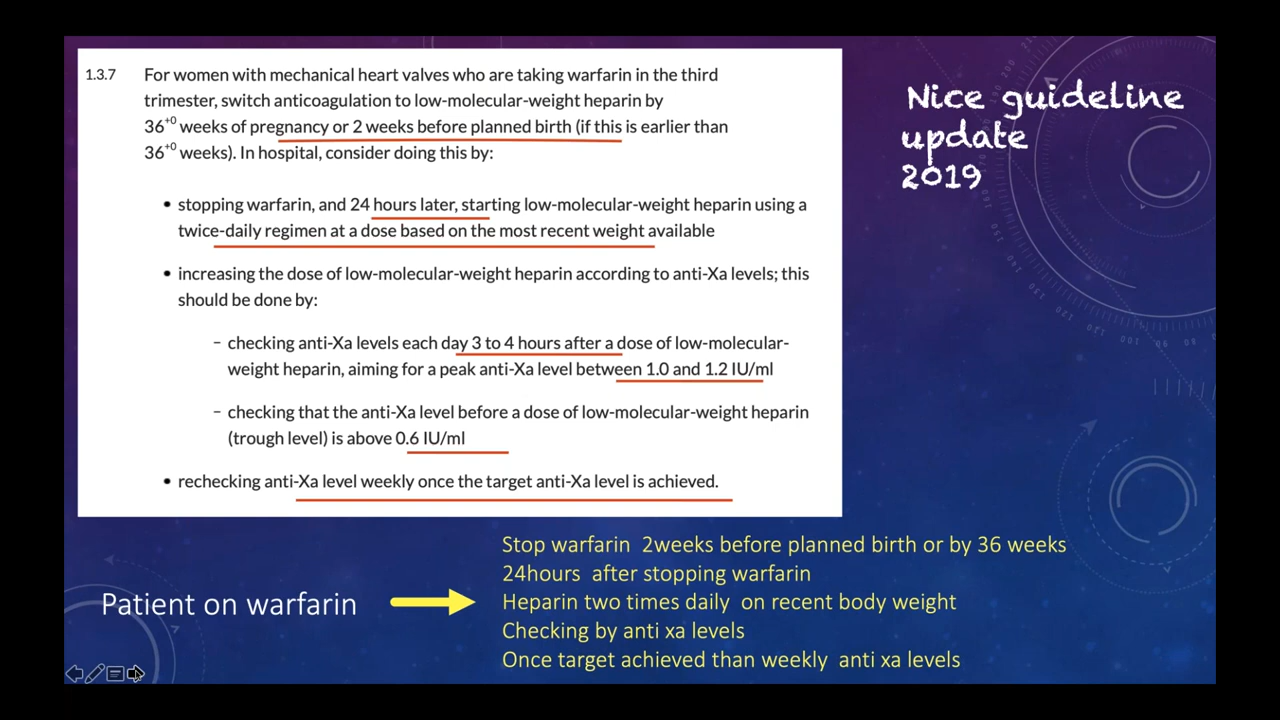 1.3.7 For women with mechanical heart valves who are taking warfarin in the third
trimester, switch anticoagulation to low-molecular-weight heparin by
36+0 weeks of pregnancy or 2 weeks before planned birth (if this is earlier than
36+0 weeks). In hospital, consider doing this by:
• stopping warfarin, and 24 hours later, starting low-molecular-weight heparin using a
twice-daily regimen at a dose based on the most recent weight available
• increasing the dose of low-molecular-weight heparin according to anti-Xa levels; this
should be done by:
− checking anti-Xa levels each day 3 to 4 hours after a dose of low-molecular-
weight heparin, aiming for a peak anti-Xa level between 1.0 and 1.2 IU/ml
− checking that the anti-Xa level before a dose of low-molecular-weight heparin
(trough level) is above 0.6 IU/ml
• rechecking anti-Xa level weekly once the target anti-Xa level is achieved.
Nice guideline
update
2019
Patient on warfarin
Stop warfarin 2weeks before planned birth or by 36 weeks
24hours after stopping warfarin
Heparin two times daily on recent body weight
Checking by anti xa levels
Once target achieved than weekly anti xa levels